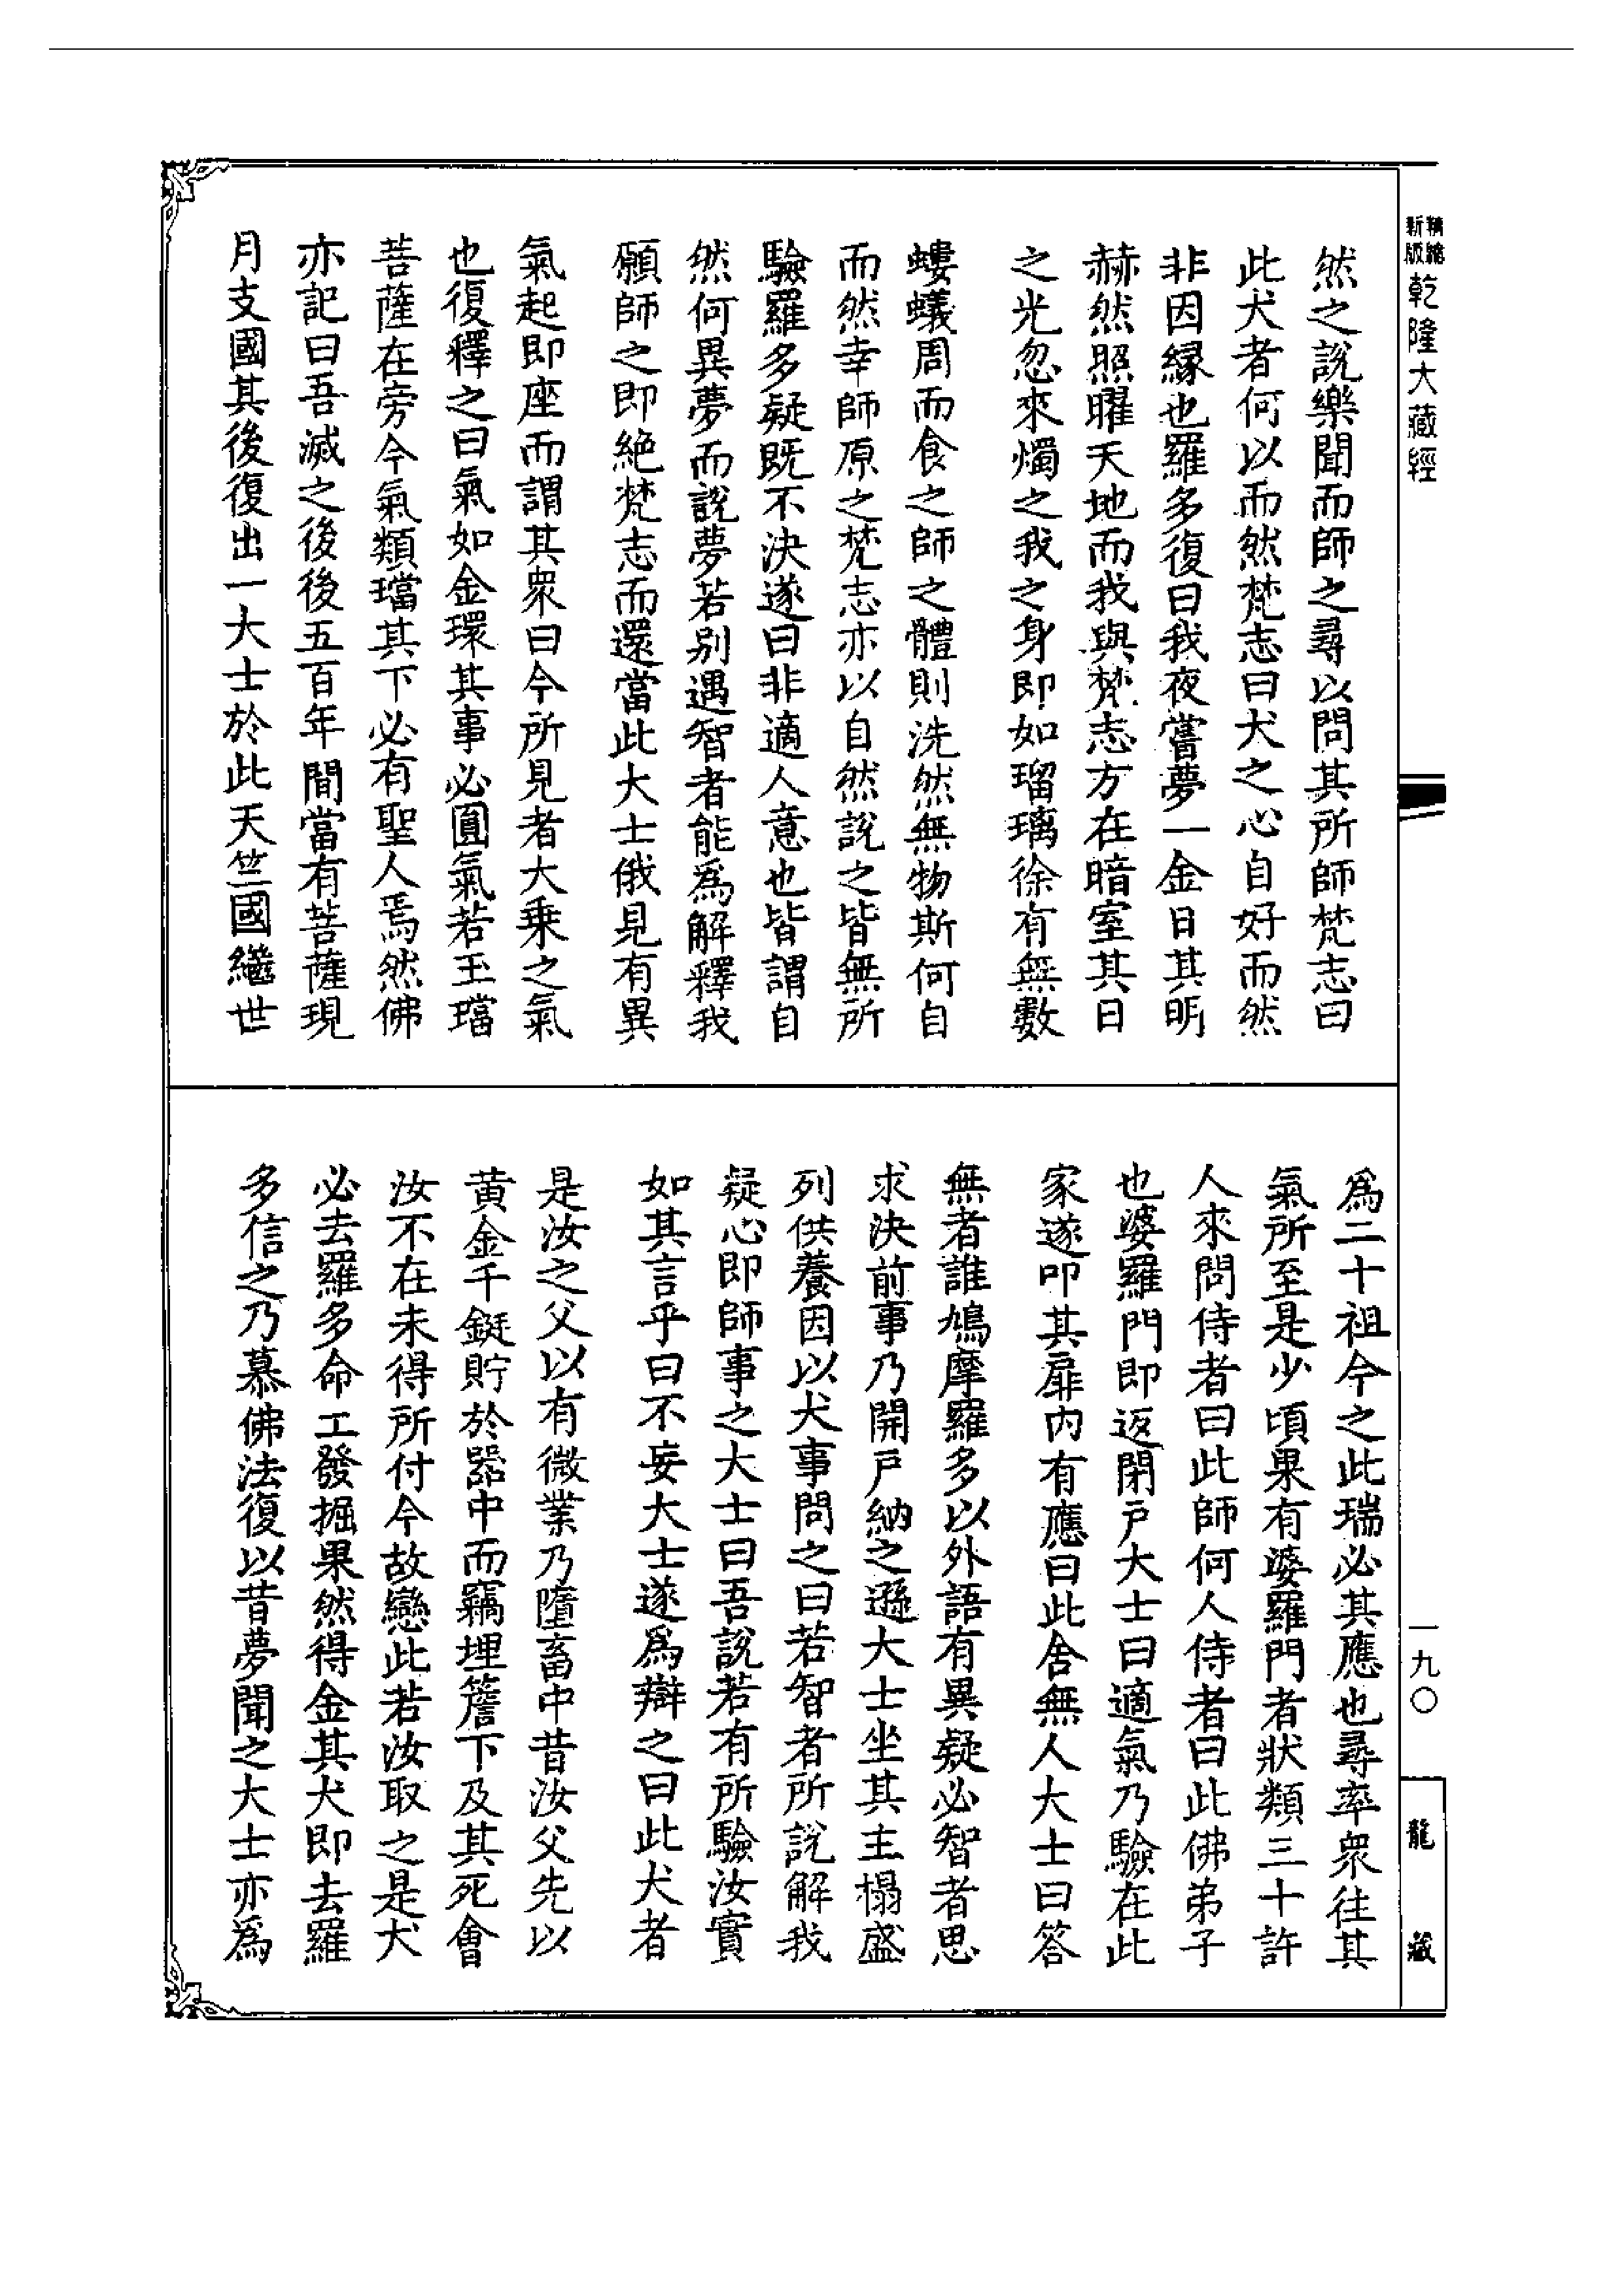 精縮新版乾隆大藏經
然之說樂聞而師之尋以問其所師梵志曰
此犬者何以而然梵志曰犬之心自好而然
非因緣也羅多復曰我夜嘗夢一金日其明
赫然照曜天地而我與梵志方在暗室其日
之光忽來燭之我之身即如瑠璃徐有無數
螻蟻周而食之師之體則洗然無物斯何自
而然幸師原之梵志亦以自然說之皆無所
驗羅多疑既不決遂曰非適人意也皆謂自
然何異夢而說夢若別遇智者能為解釋我
願師之即絕梵志而還當此大士俄見有異
氣起即座而謂其眾曰今所見者大乘之氣
也復釋之曰氣如金環其事必圓氣若玉璫
菩薩在旁今氣類璫其下必有聖人焉然佛
亦記曰吾滅之後後五百年間當有菩薩現
月支國其後復出一大士於此天竺國繼世
為二十祖今之此瑞必其應也尋率眾往其
氣所至是少頃果有婆羅門者狀類三十許
人來問侍者曰此師何人侍者曰此佛弟子
也婆羅門即返閉戶大士曰適氣乃驗在此
家遂叩其扉內有應曰此舍無人大士曰答
無者誰鳩摩羅多以外語有異疑必智者思
求決前事乃開戶納之遜大士坐其主榻盛
列供養因以犬事問之曰若智者所說解我
疑心即師事之大士曰吾說若有所驗汝實
如其言乎曰不妄大士遂為辯之曰此犬者
是汝之父以有微業乃墮畜中昔汝父先以
黃金千鋌貯於器中而竊埋簷下及其死會
汝不在未得所付今故戀此若汝取之是犬
必去羅多命工發掘果然得金其犬即去羅
多信之乃慕佛法復以昔夢聞之大士亦為
一九〇
龍藏